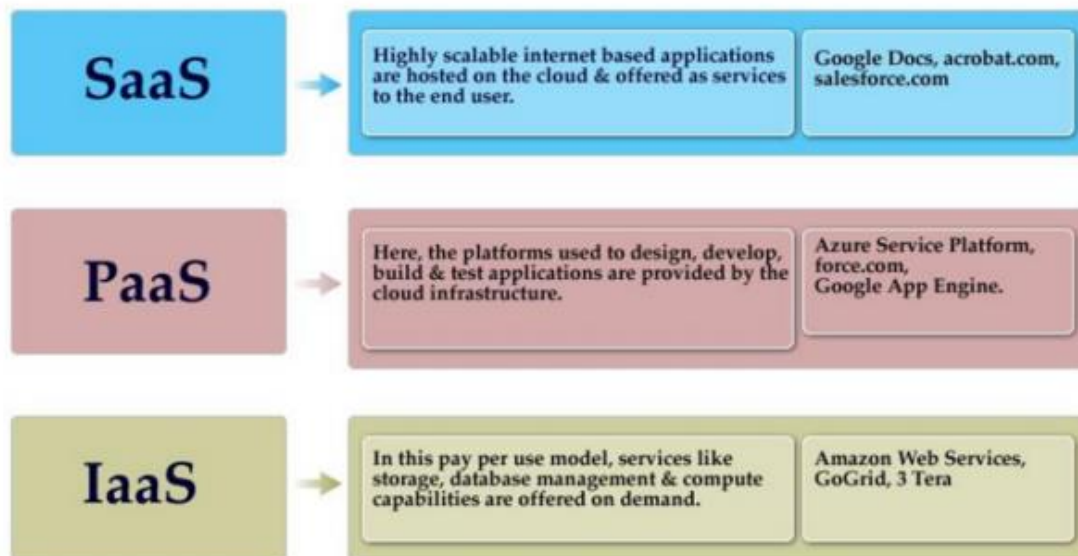 SaaS
Highly scalable internet based applications
are hosted on the cloud & offered as services
to the end user.
Google Docs, acrobat.com,
salesforce.com
PaaS
Here, the platforms used to design, develop,
build & test applications are provided by the
cloud infrastructure.
Azure Service Platform,
force.com,
Google App Engine.
IaaS
In this pay per use model, services like
storage, database management & compute
capabilities are offered on demand.
Amazon Web Services,
GoGrid, 3 Tera